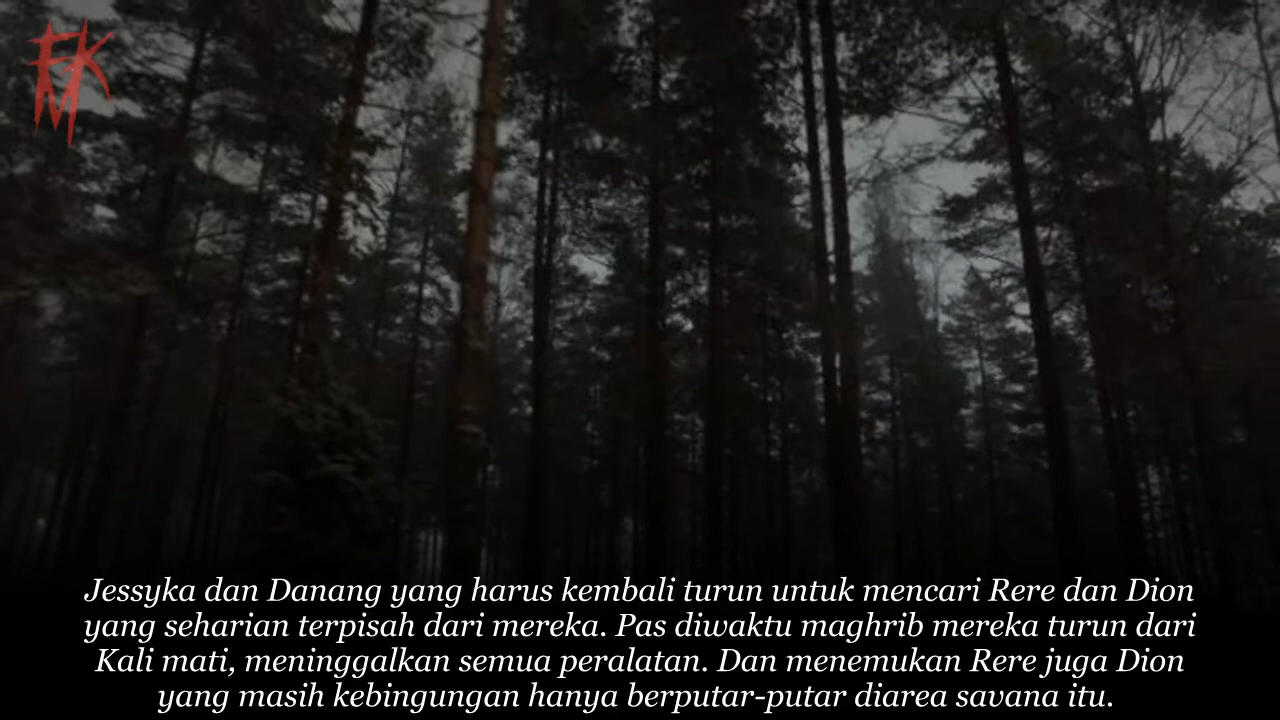 FKM
Jessyka dan Danang yang harus kembali turun untuk mencari Rere dan Dion
yang seharian terpisah dari mereka. Pas diwaktu maghrib mereka turun dari
Kali mati, meninggalkan semua peralatan. Dan menemukan Rere juga Dion
yang masih kebingungan hanya berputar-putar diarea savana itu.